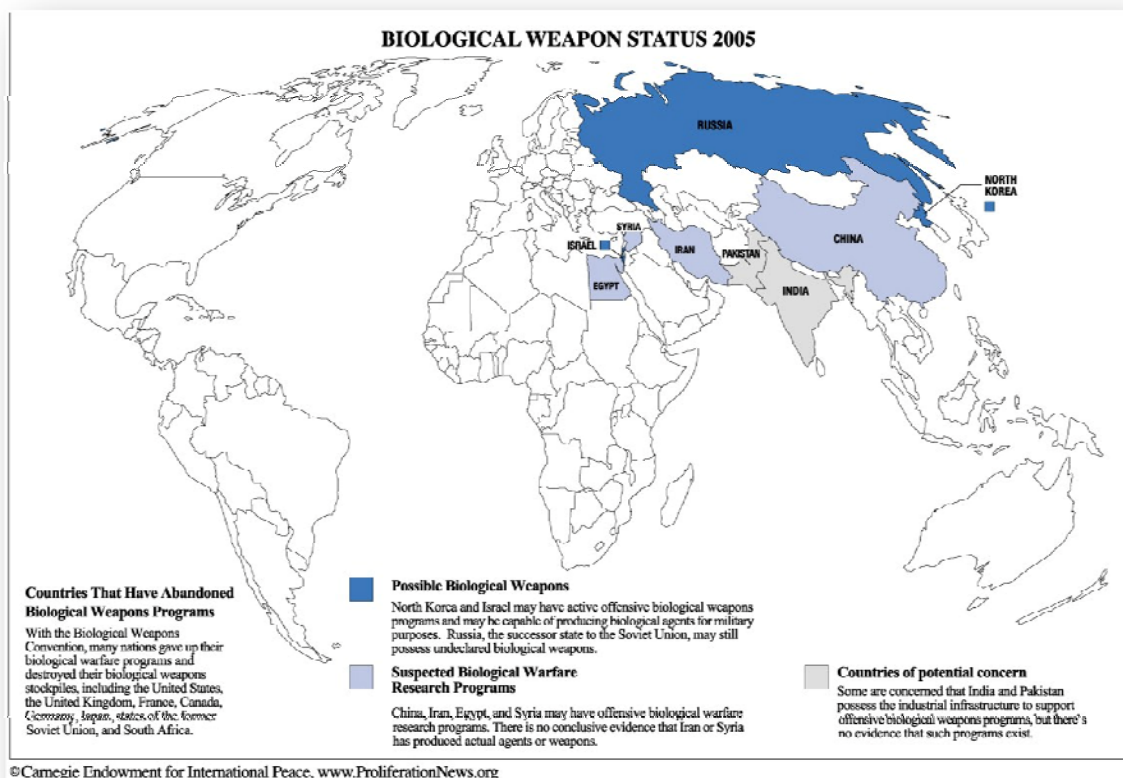 BIOLOGICAL WEAPON STATUS 2005
RUSSIA
NORTH
KOREA
SYRIA
ISRAEL
IRAN
CHINA
PAKISTAN
EGYPT
INDIA
Countries That Have Abandoned
Biological Weapons Programs
With the Biological Weapons
Convention, many nations gave up their
biological warfare programs and
destroyed their biological weapons
stockpiles, including the United States,
the United Kingdom, France, Canada,
Germany, Japan, states of the former
Soviet Union, and South Africa.
Possible Biological Weapons
North Korea and Israel may have active offensive biological weapons
programs and may be capable of producing biological agents for military
purposes. Russia, the successor state to the Soviet Union, may still
possess undeclared biological weapons.
Suspected Biological Warfare
Research Programs
China, Iran, Egypt, and Syria may have offensive biological warfare
research programs. There is no conclusive evidence that Iran or Syria
has produced actual agents or weapons.
Countries of potential concern
Some are concerned that India and Pakistan
possess the industrial infrastructure to support
offensive biological weapons programs, but there's
no evidence that such programs exist.
©Carnegie Endowment for International Peace, www.ProliferationNews.org